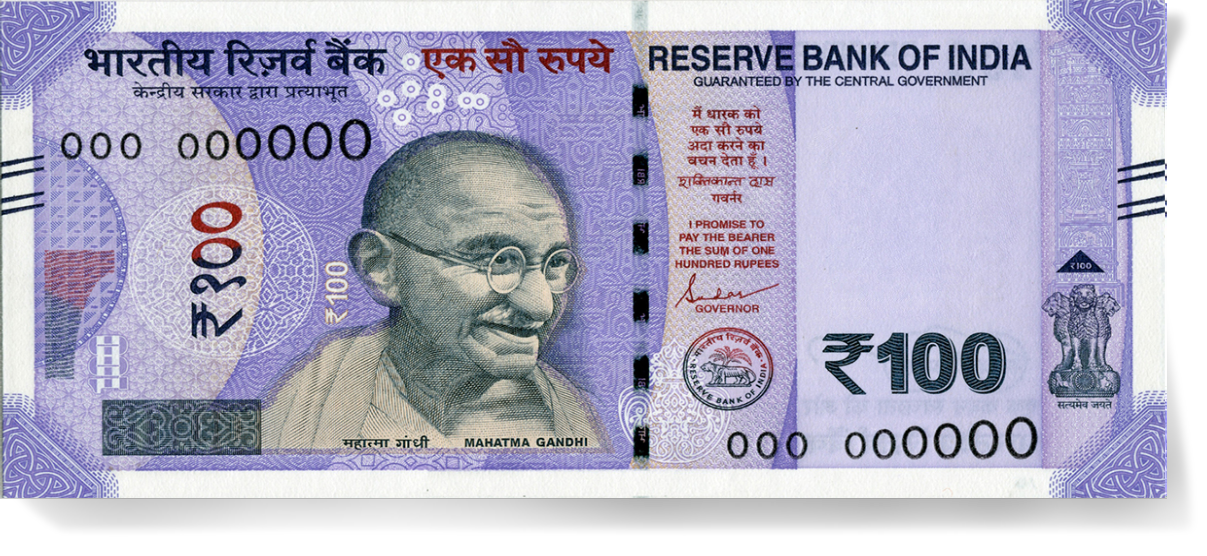 भारतीय रिज़र्व बैंक
केन्द्रीय सरकार द्वारा प्रत्याभूत
एक सौ रुपये
RESERVE BANK OF INDIA
GUARANTEED BY THE CENTRAL GOVERNMENT
000 000000
₹१००
₹100
महात्मा गांधी
MAHATMA GANDHI
मैं धारक को
एक सौ रुपये
अदा करने का
वचन देता हूँ ।
शक्तिकान्त दास
गवर्नर
I PROMISE TO
PAY THE BEARER
THE SUM OF ONE
HUNDRED RUPEES
GOVERNOR
भारतीय रिज़र्व बैंक
RESERVE BANK OF INDIA
₹100
000 000000
₹100
सत्यमेव जयते